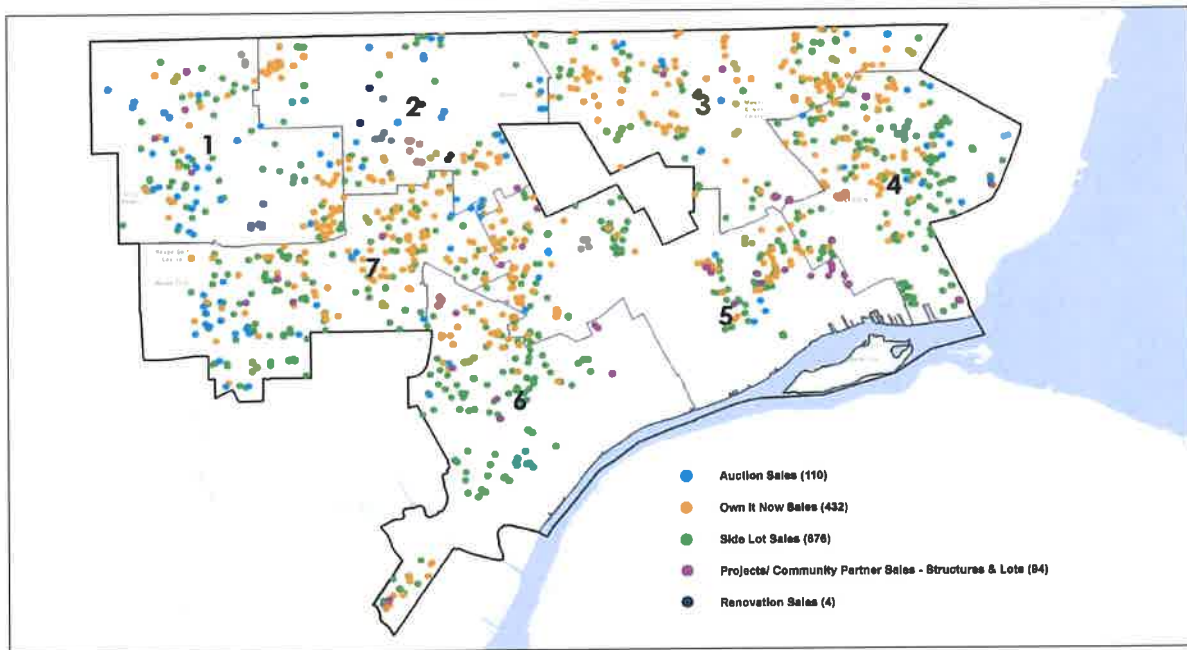 1
2
3
4
7
5
6
Auction Sales (110)
Own It Now Sales (432)
Side Lot Sales (676)
Projects/ Community Partner Sales - Structures & Lots (94)
Renovation Sales (4)